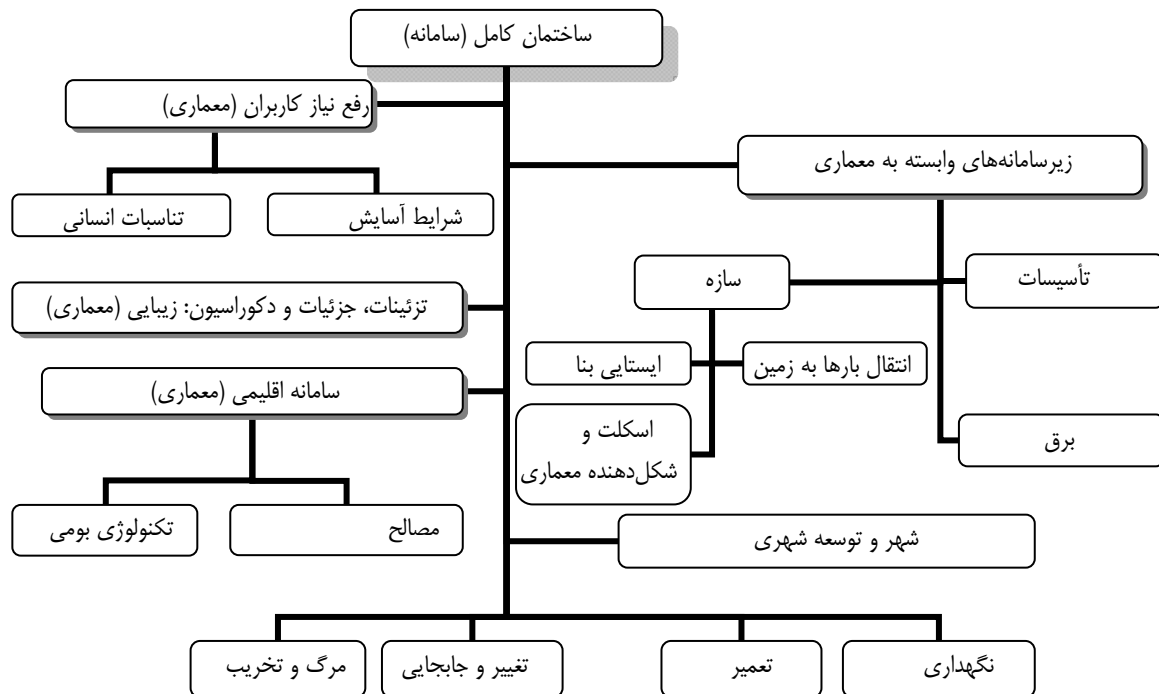 ساختمان کامل (سامانه)
رفع نیاز کاربران (معماری)
زیرسامانه‌های وابسته به معماری
شرایط آسایش
تناسبات انسانی
تأسیسات
سازه
تزئینات، جزئیات و دکوراسیون: زیبایی (معماری)
انتقال بارها به زمین
ایستایی بنا
سامانه اقلیمی (معماری)
اسکلت و
شکل‌دهنده معماری
برق
مصالح
تکنولوژی بومی
شهر و توسعه شهری
نگهداری
تعمیر
تغییر و جابجایی
مرگ و تخریب